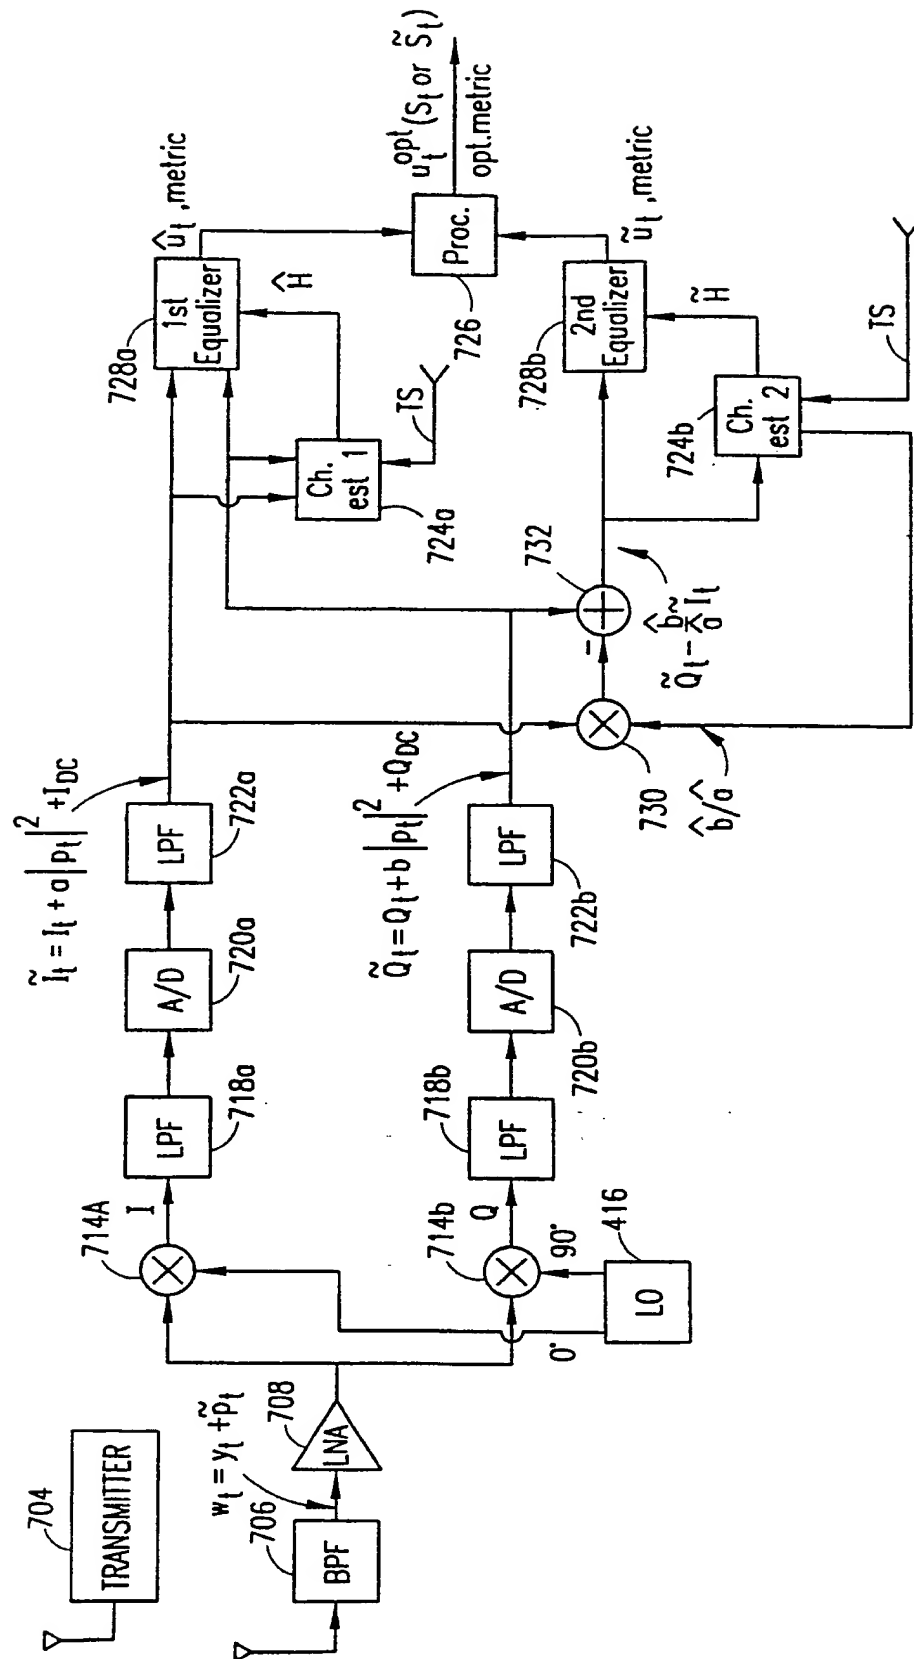 704
TRANSMITTER
706
BPF
w_t = y_t + p̃_t
708
LNA
714A
I
718a
LPF
720a
A/D
722a
LPF
Ĩ_t = I_t + a|p_t|² + I_DC
714b
Q
0°
90°
416
LO
718b
LPF
720b
A/D
722b
LPF
Q̃_t = Q_t + b|p_t|² + Q_DC
728a
1st
Equalizer
û_t, metric
Ĥ
Ch.
est 1
724a
TS
Proc.
726
u_t^opt (S_t or S̃_t)
opt.metric
730
b̂/â
−
732
Q̃_t − b̂/â Ĩ_t
728b
2nd
Equalizer
ũ_t, metric
H̃
724b
Ch.
est 2
TS